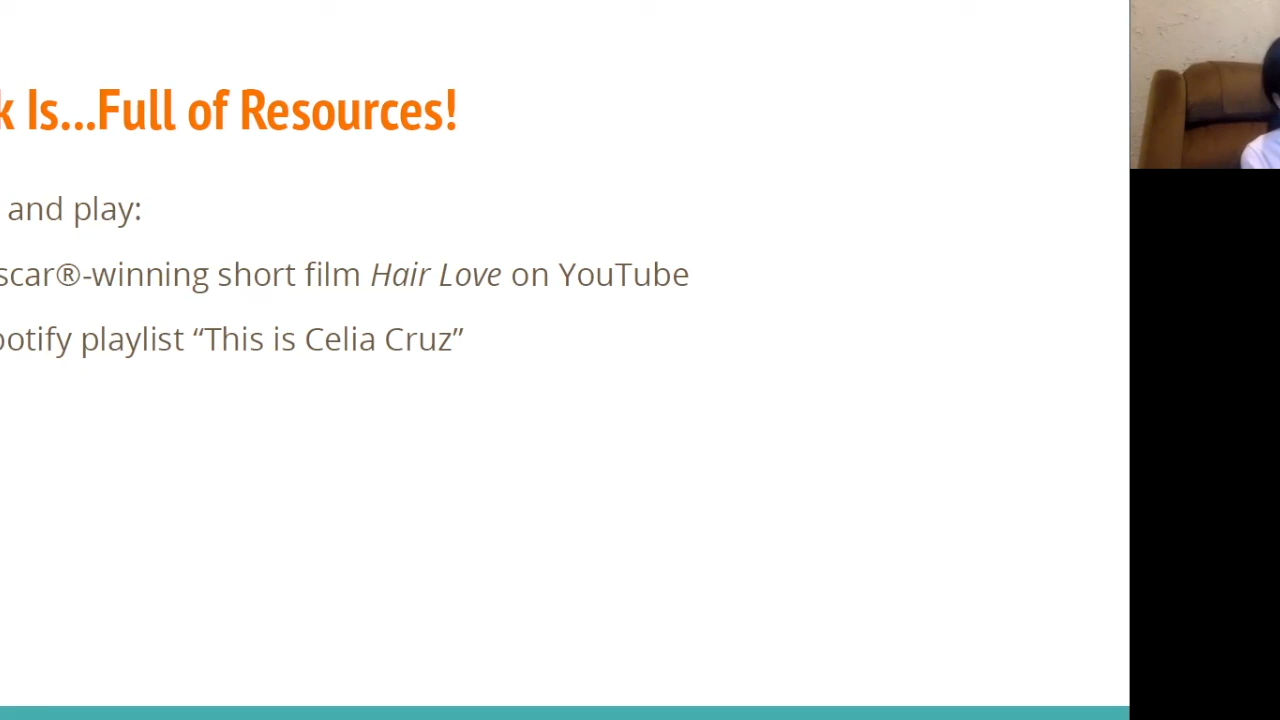 k Is...Full of Resources!
and play:
scar®-winning short film Hair Love on YouTube
potify playlist “This is Celia Cruz”